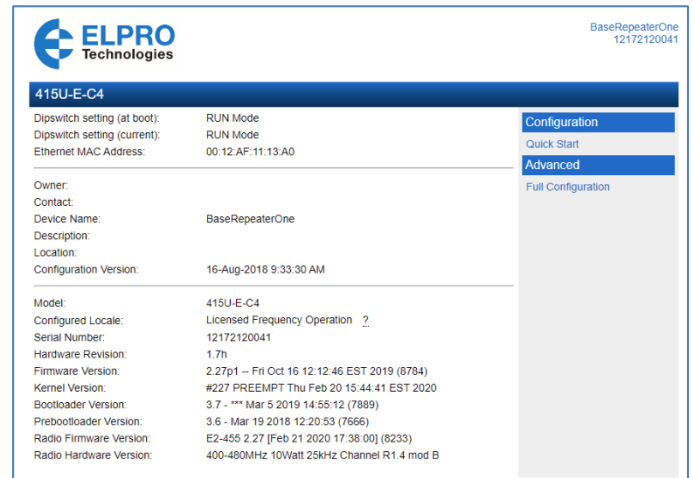 ELPRO
Technologies
BaseRepeaterOne
12172120041
415U-E-C4
Dipswitch setting (at boot): RUN Mode
Dipswitch setting (current): RUN Mode
Ethernet MAC Address: 00:12:AF:11:13:A0
Owner:
Contact:
Device Name: BaseRepeaterOne
Description:
Location:
Configuration Version: 16-Aug-2018 9:33:30 AM
Model: 415U-E-C4
Configured Locale: Licensed Frequency Operation ?
Serial Number: 12172120041
Hardware Revision: 1.7h
Firmware Version: 2.27p1 -- Fri Oct 16 12:12:46 EST 2019 (8784)
Kernel Version: #227 PREEMPT Thu Feb 20 15:44:41 EST 2020
Bootloader Version: 3.7 - *** Mar 5 2019 14:55:12 (7889)
Prebootloader Version: 3.6 - Mar 19 2018 12:20:53 (7666)
Radio Firmware Version: E2-455 2.27 [Feb 21 2020 17:38:00] (8233)
Radio Hardware Version: 400-480MHz 10Watt 25kHz Channel R1.4 mod B
Configuration
Quick Start
Advanced
Full Configuration